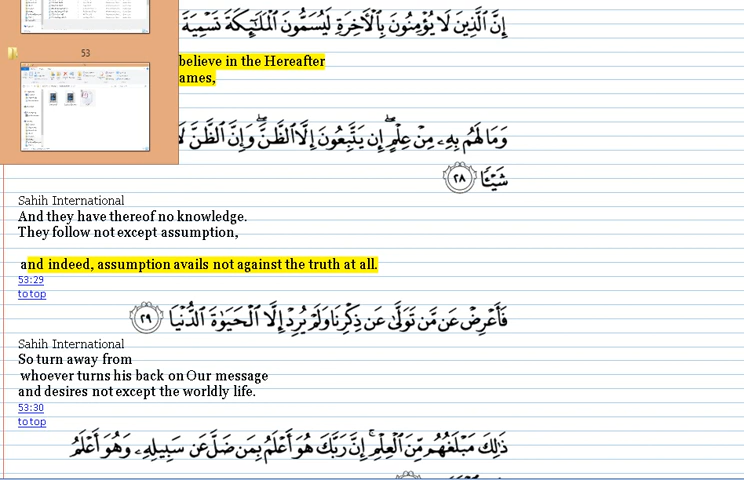 إِنَّ الَّذِينَ لَا يُؤْمِنُونَ بِالْآخِرَةِ لَيُسَمُّونَ الْمَلَائِكَةَ تَسْمِيَةَ
53
believe in the Hereafter
ames,
وَمَا لَهُم بِهِ مِنْ عِلْمٍ ۖ إِن يَتَّبِعُونَ إِلَّا الظَّنَّ ۖ وَإِنَّ الظَّنَّ لَا
شَيْئًا ٢٨
Sahih International
And they have thereof no knowledge.
They follow not except assumption,
and indeed, assumption avails not against the truth at all.
53:29
to top
فَأَعْرِضْ عَن مَّن تَوَلَّىٰ عَن ذِكْرِنَا وَلَمْ يُرِدْ إِلَّا الْحَيَوٰةَ الدُّنْيَا ٢٩
Sahih International
So turn away from
whoever turns his back on Our message
and desires not except the worldly life.
53:30
to top
ذَٰلِكَ مَبْلَغُهُم مِّنَ الْعِلْمِ ۚ إِنَّ رَبَّكَ هُوَ أَعْلَمُ بِمَن ضَلَّ عَن سَبِيلِهِ وَهُوَ أَعْلَمُ